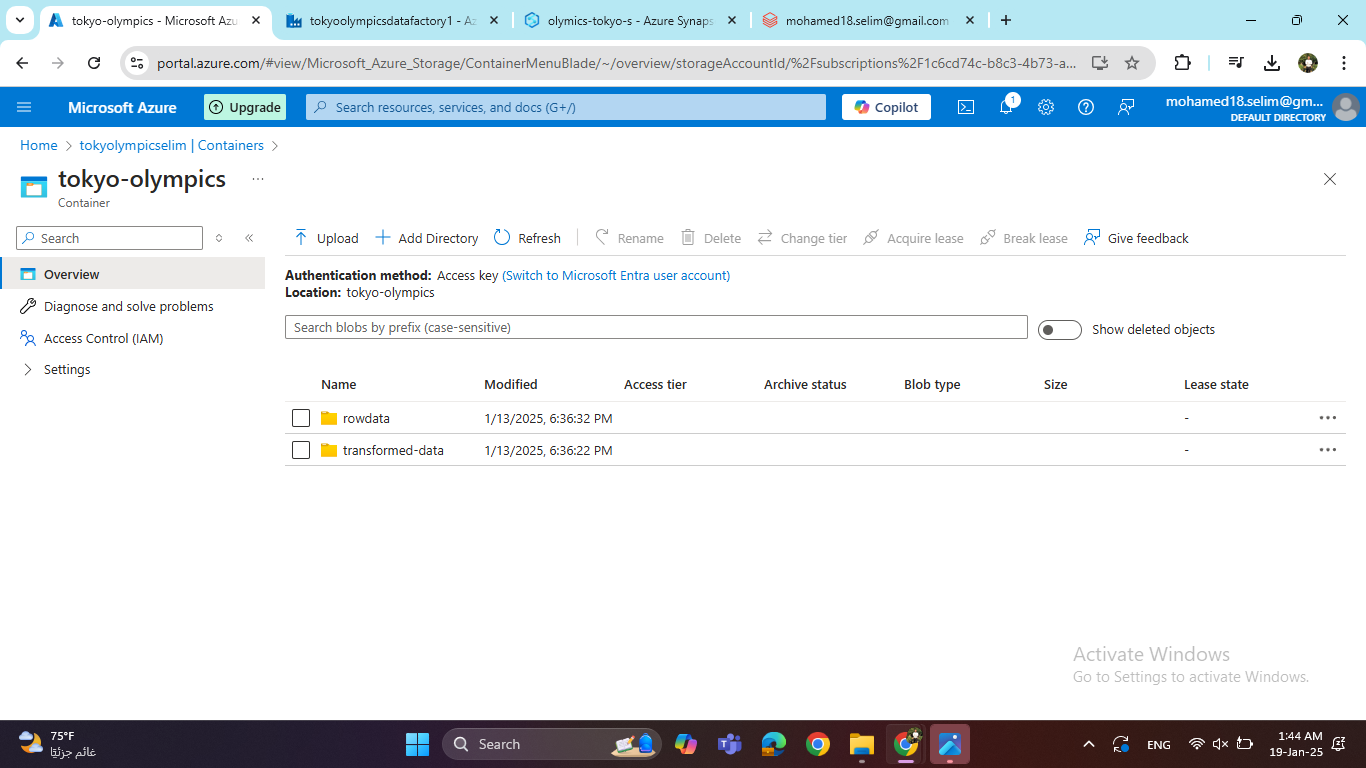 tokyo-olympics - Microsoft Azu
tokyoolympicsdatafactory1 - Az
olymics-tokyo-s - Azure Synaps
mohamed18.selim@gmail.com
portal.azure.com/#view/Microsoft_Azure_Storage/ContainerMenuBlade/~/overview/storageAccountId/%2Fsubscriptions%2F1c6cd74c-b8c3-4b73-a...
Microsoft Azure
Upgrade
Search resources, services, and docs (G+/)
Copilot
1
mohamed18.selim@gm...
DEFAULT DIRECTORY
Home > tokyolympicselim | Containers >
tokyo-olympics ...
Container
Search
Upload
Add Directory
Refresh
Rename
Delete
Change tier
Acquire lease
Break lease
Give feedback
Overview
Diagnose and solve problems
Access Control (IAM)
Settings
Authentication method: Access key (Switch to Microsoft Entra user account)
Location: tokyo-olympics
Search blobs by prefix (case-sensitive)
Show deleted objects
Name Modified Access tier Archive status Blob type Size Lease state
rowdata 1/13/2025, 6:36:32 PM -
transformed-data 1/13/2025, 6:36:22 PM -
Activate Windows
Go to Settings to activate Windows.
75°F
غائم جزئيًا
Search
ENG
1:44 AM
19-Jan-25